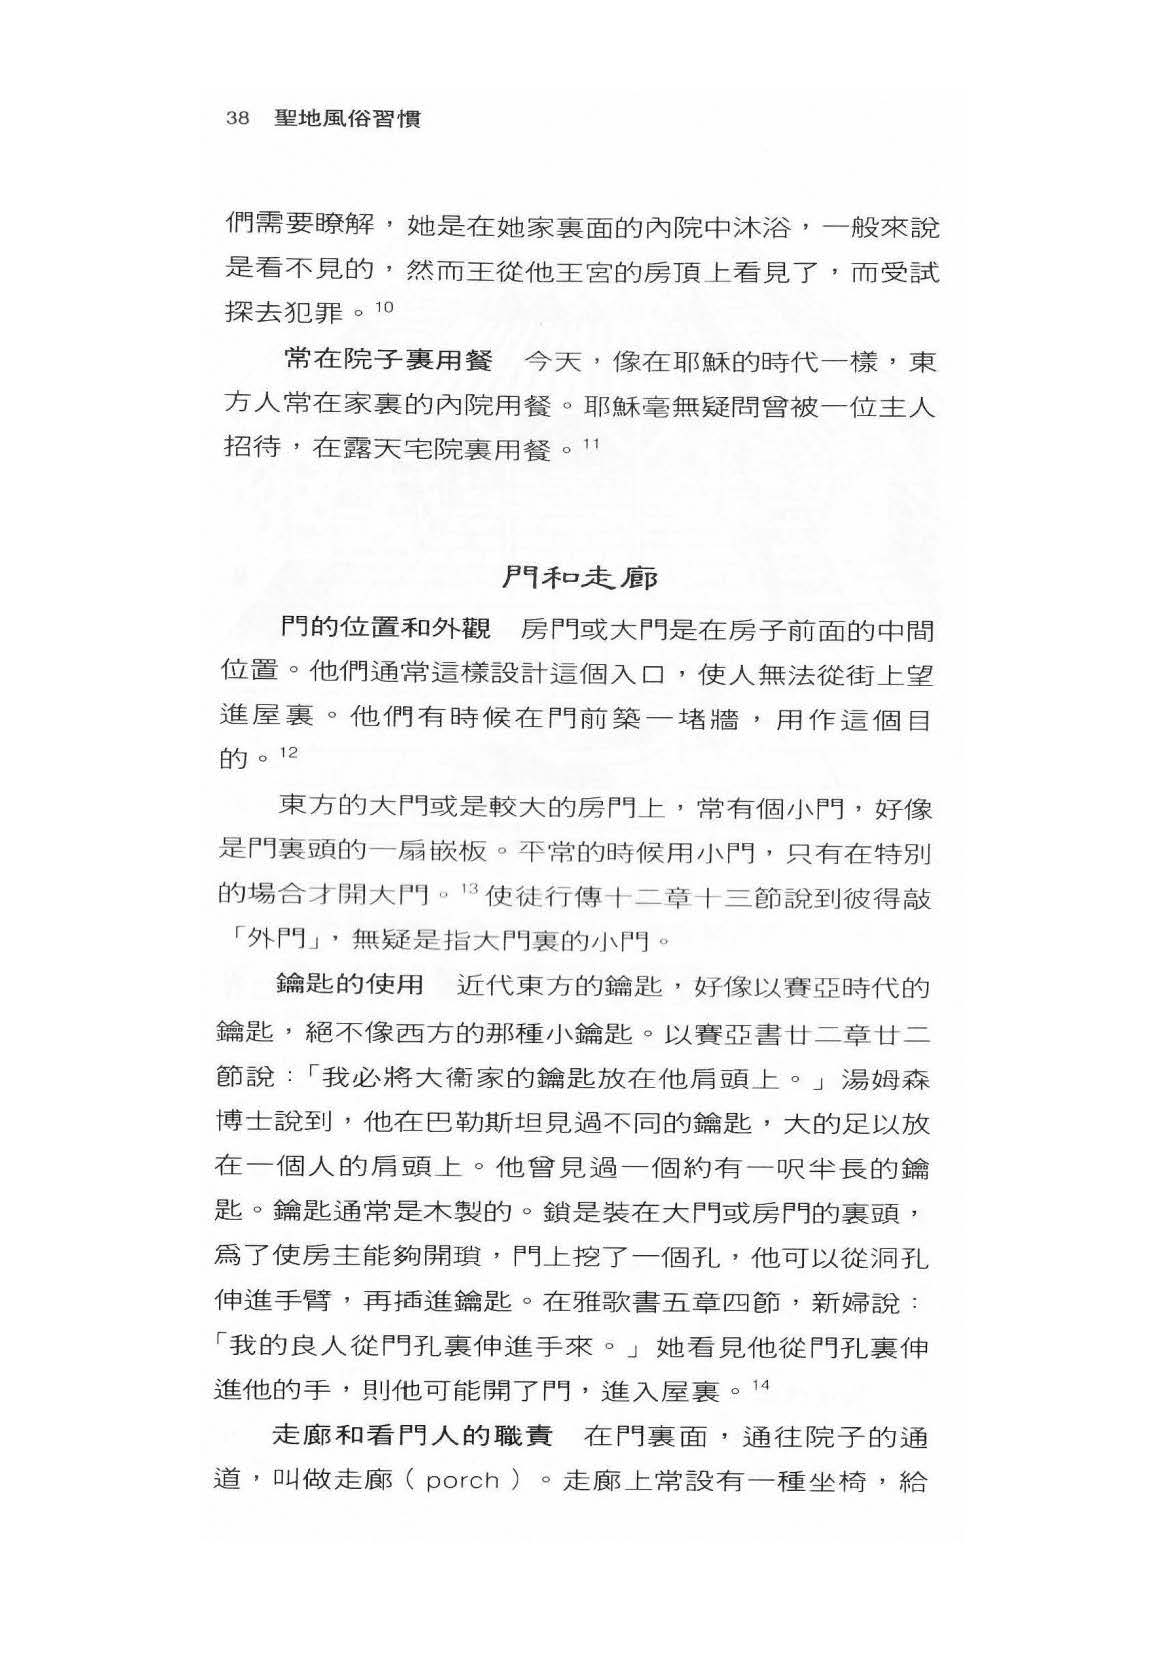 38 聖地風俗習慣
們需要瞭解，她是在她家裏面的內院中沐浴，一般來說
是看不見的，然而王從他王宮的房頂上看見了，而受試
探去犯罪。10
常在院子裏用餐　今天，像在耶穌的時代一樣，東
方人常在家裏的內院用餐。耶穌毫無疑問曾被一位主人
招待，在露天宅院裏用餐。11
門和走廊
門的位置和外觀　房門或大門是在房子前面的中間
位置。他們通常這樣設計這個入口，使人無法從街上望
進屋裏。他們有時候在門前築一堵牆，用作這個目
的。12
東方的大門或是較大的房門上，常有個小門，好像
是門裏頭的一扇嵌板。平常的時候用小門，只有在特別
的場合才開大門。13 使徒行傳十二章十三節說到彼得敲
「外門」，無疑是指大門裏的小門。
鑰匙的使用　近代東方的鑰匙，好像以賽亞時代的
鑰匙，絕不像西方的那種小鑰匙。以賽亞書廿二章廿二
節說：「我必將大衞家的鑰匙放在他肩頭上。」湯姆森
博士說到，他在巴勒斯坦見過不同的鑰匙，大的足以放
在一個人的肩頭上。他曾見過一個約有一呎半長的鑰
匙。鑰匙通常是木製的。鎖是裝在大門或房門的裏頭，
爲了使房主能夠開瑣，門上挖了一個孔，他可以從洞孔
伸進手臂，再插進鑰匙。在雅歌書五章四節，新婦說：
「我的良人從門孔裏伸進手來。」她看見他從門孔裏伸
進他的手，則他可能開了門，進入屋裏。14
走廊和看門人的職責　在門裏面，通往院子的通
道，叫做走廊（porch）。走廊上常設有一種坐椅，給